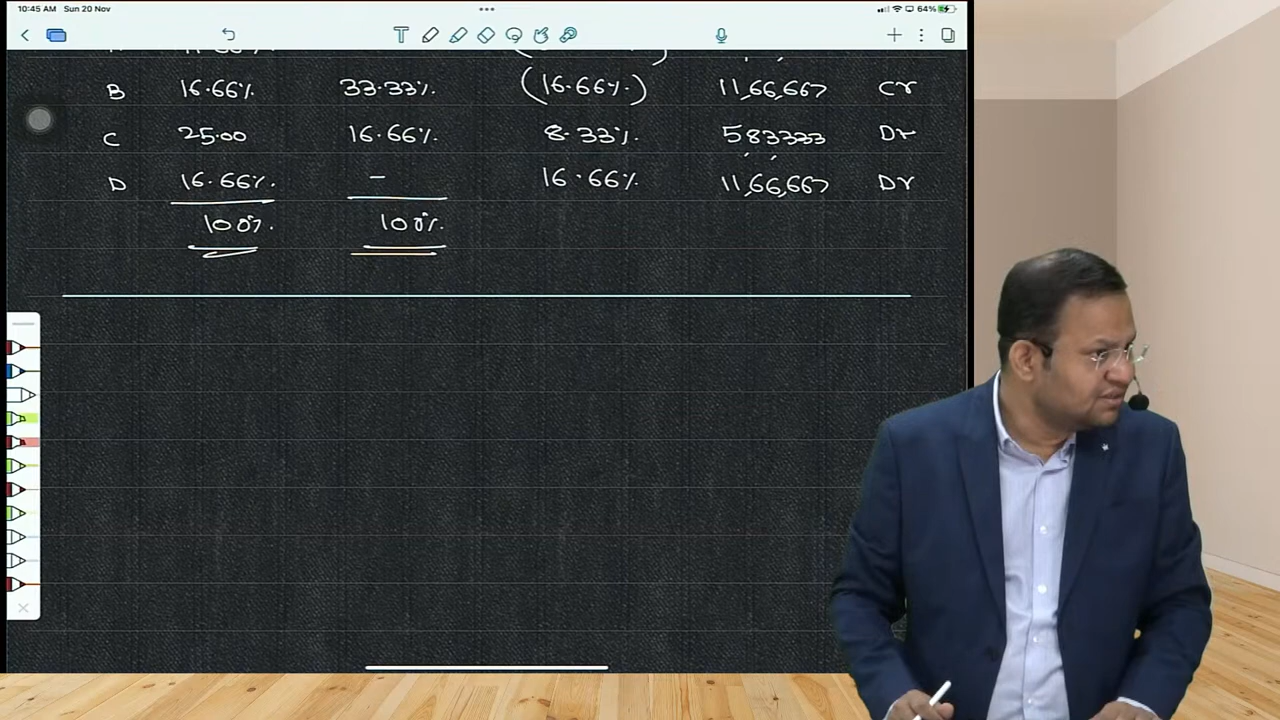 10:45 AM Sun 20 Nov
64%
B 16.66% 33.33% (16.66%) 11,66,667 Cr
C 25.00 16.66% 8.33% 583333 Dr
D 16.66% - 16.66% 11,66,667 Dr
100% 100%